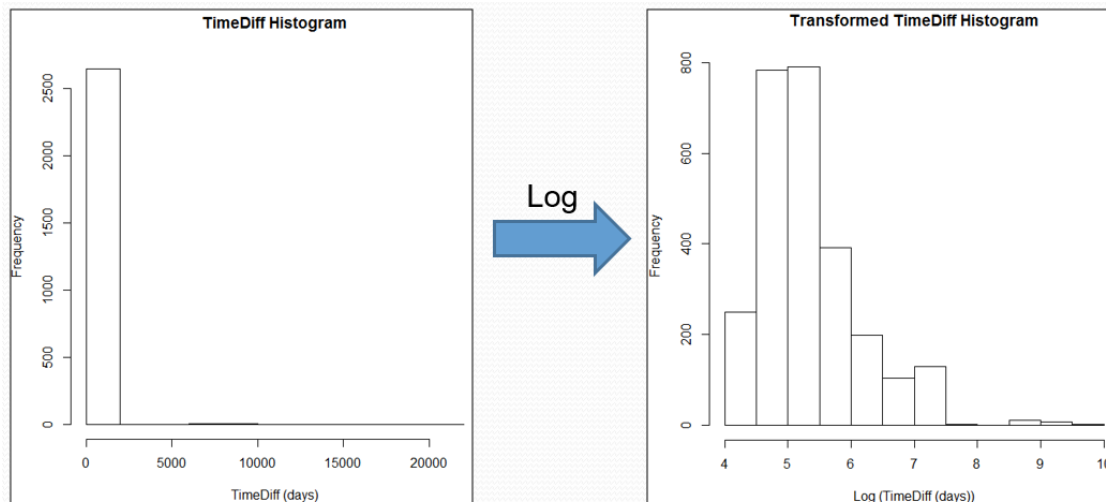 TimeDiff Histogram
Frequency
2500
2000
1500
1000
500
0
0 5000 10000 15000 20000
TimeDiff (days)
Log
Transformed TimeDiff Histogram
Frequency
800
600
400
200
0
4 5 6 7 8 9 10
Log (TimeDiff (days))